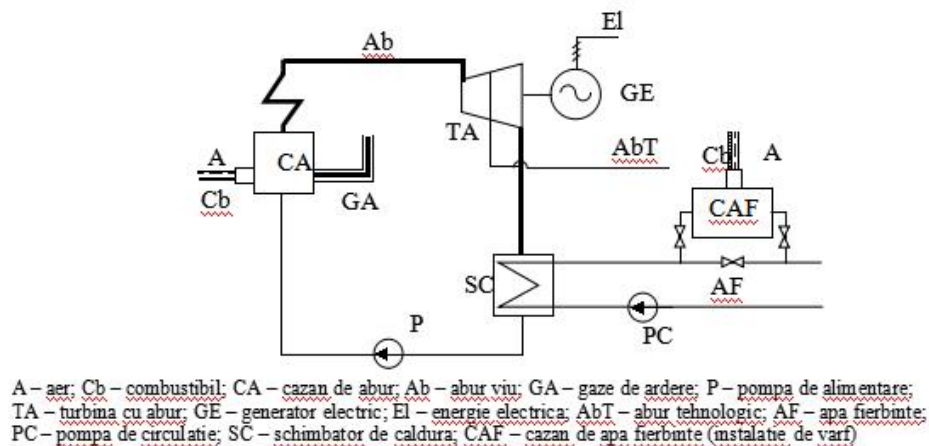 El
Ab
GE
TA
AbT
Cb
A
A
CA
Cb
GA
CAF
SC
AF
P
PC
A – aer; Cb – combustibil; CA – cazan de abur; Ab – abur viu; GA – gaze de ardere; P – pompa de alimentare;
TA – turbina cu abur; GE – generator electric; El – energie electrica; AbT – abur tehnologic; AF – apa fierbinte;
PC – pompa de circulatie; SC – schimbator de caldura; CAF – cazan de apa fierbinte (instalatie de varf)